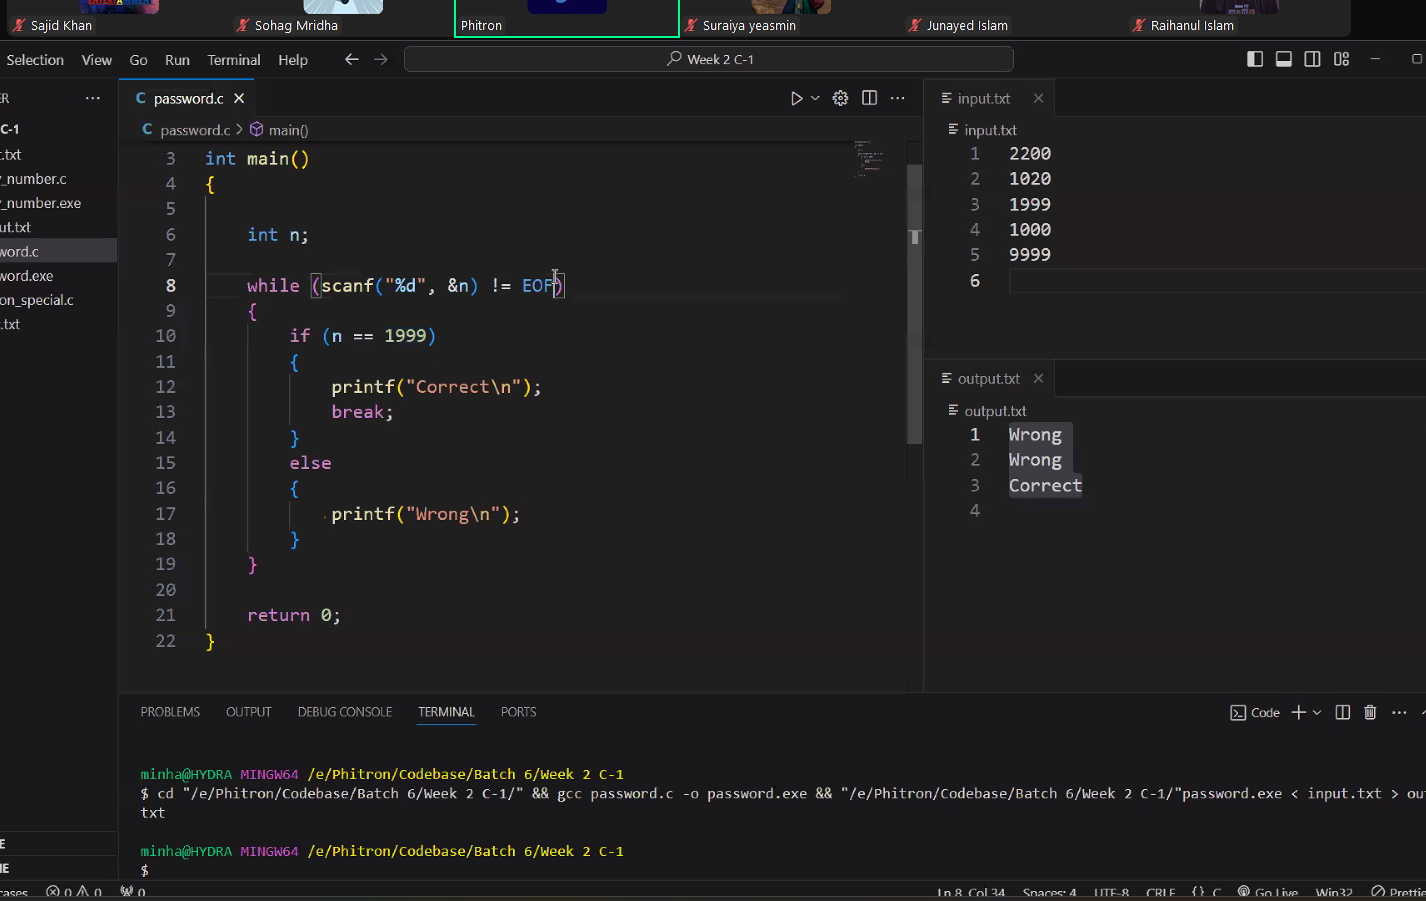 Sajid Khan
Sohag Mridha
Phitron
Suraiya yeasmin
Junayed Islam
Raihanul Islam
Selection View Go Run Terminal Help
Week 2 C-1
ER ...
C-1
t.txt
y_number.c
y_number.exe
ut.txt
word.c
word.exe
on_special.c
t.txt
E
HE
C password.c
C password.c > main()
3 int main()
4 {
5
6 int n;
7
8 while (scanf("%d", &n) != EOF)
9 {
10 if (n == 1999)
11 {
12 printf("Correct\n");
13 break;
14 }
15 else
16 {
17 printf("Wrong\n");
18 }
19 }
20
21 return 0;
22 }
input.txt
input.txt
1 2200
2 1020
3 1999
4 1000
5 9999
6
output.txt
output.txt
1 Wrong
2 Wrong
3 Correct
4
PROBLEMS OUTPUT DEBUG CONSOLE TERMINAL PORTS
Code
minha@HYDRA MINGW64 /e/Phitron/Codebase/Batch 6/Week 2 C-1
$ cd "/e/Phitron/Codebase/Batch 6/Week 2 C-1/" && gcc password.c -o password.exe && "/e/Phitron/Codebase/Batch 6/Week 2 C-1/"password.exe < input.txt > ou
txt
minha@HYDRA MINGW64 /e/Phitron/Codebase/Batch 6/Week 2 C-1
$
cases 0 0 0 Ln 8, Col 34 Spaces: 4 UTF-8 CRLF {} C Go Live Win32 Pretti